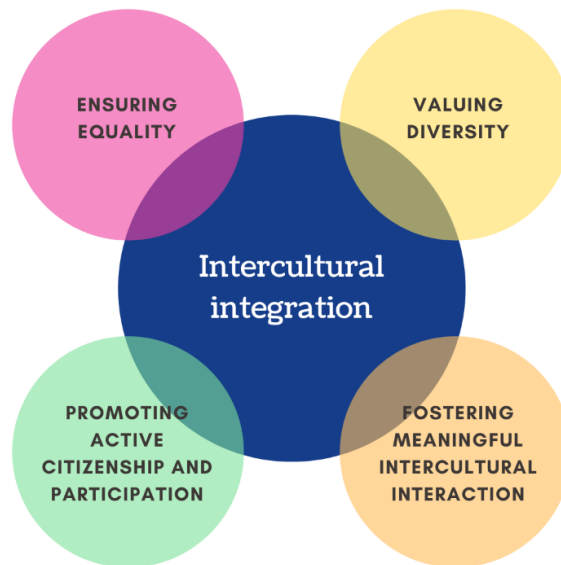 ENSURING
EQUALITY
VALUING
DIVERSITY
Intercultural
integration
PROMOTING
ACTIVE
CITIZENSHIP AND
PARTICIPATION
FOSTERING
MEANINGFUL
INTERCULTURAL
INTERACTION